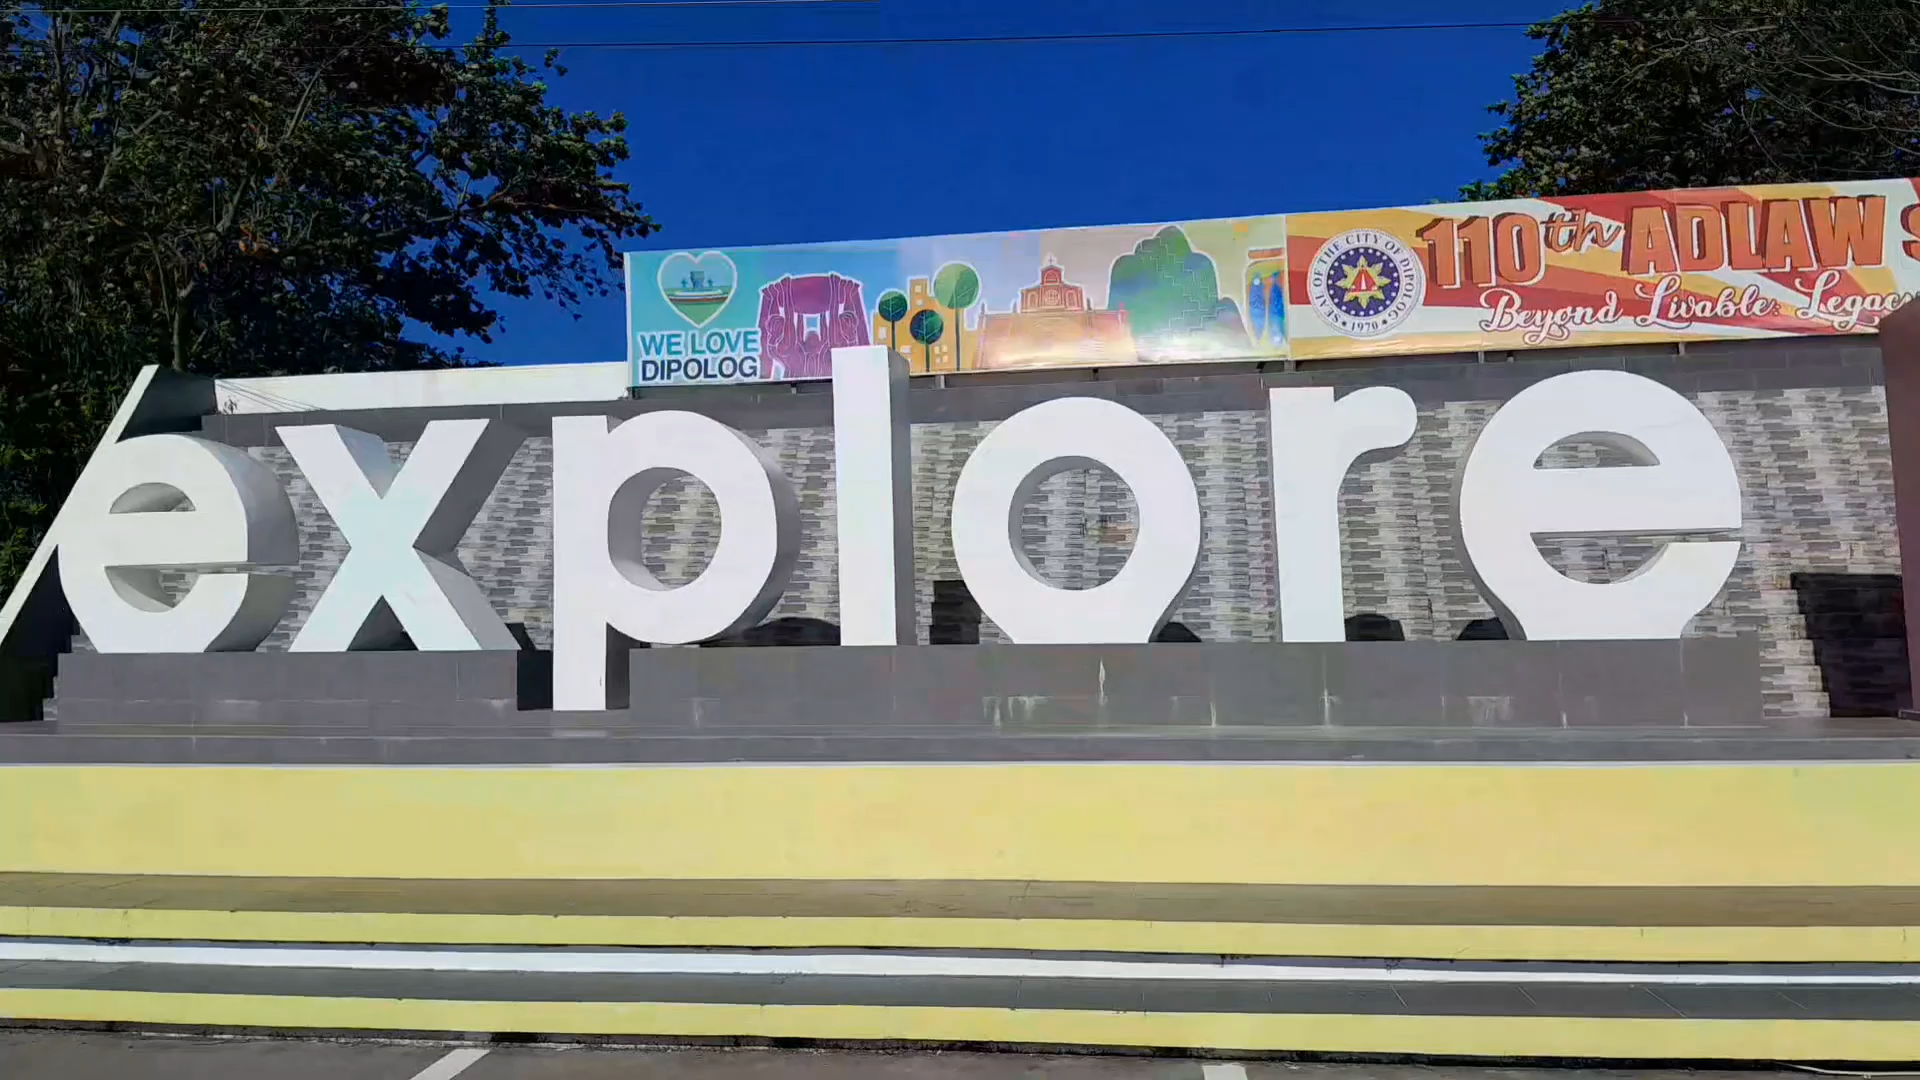 WE LOVE
DIPOLOG
SEAL OF THE CITY OF DIPOLOG
1970
110th ADLAW S
Beyond Livable: Legac
explore